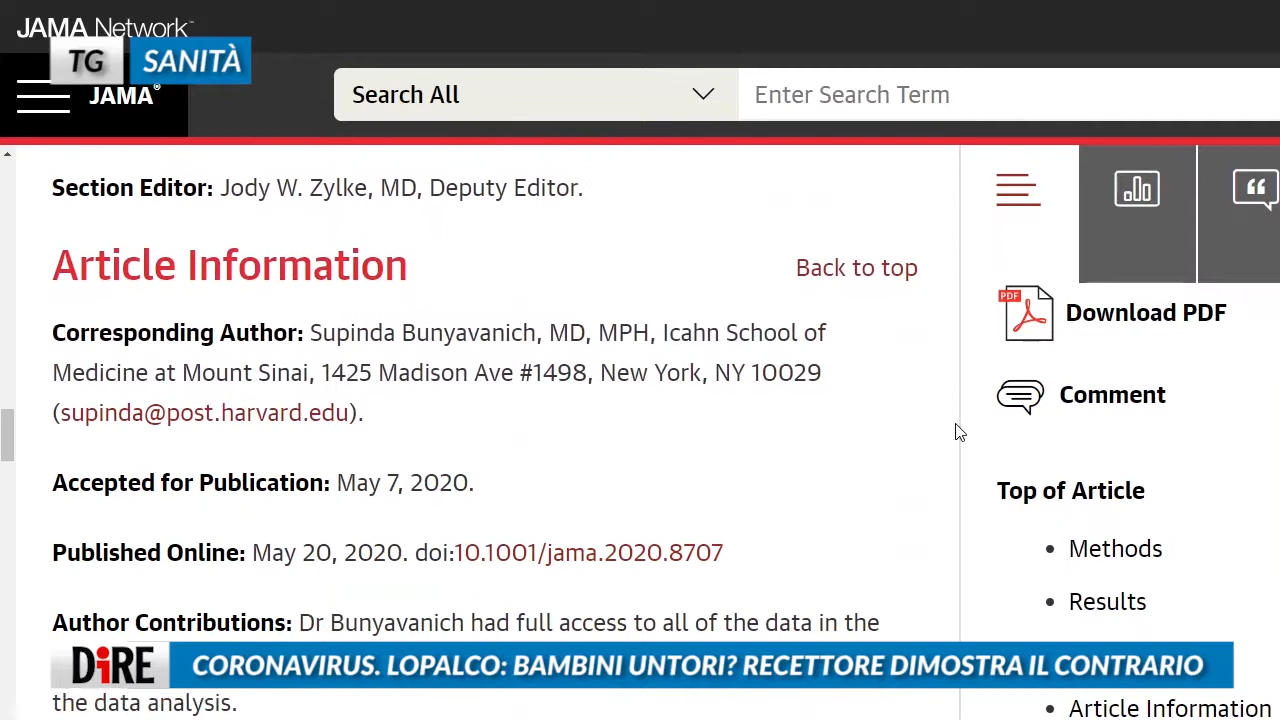 JAMA Network™
TG SANITÀ
JAMA®
Search All
Enter Search Term
Section Editor: Jody W. Zylke, MD, Deputy Editor.
Article Information
Back to top
Corresponding Author: Supinda Bunyavanich, MD, MPH, Icahn School of
Medicine at Mount Sinai, 1425 Madison Ave #1498, New York, NY 10029
(supinda@post.harvard.edu).
Accepted for Publication: May 7, 2020.
Published Online: May 20, 2020. doi:10.1001/jama.2020.8707
Author Contributions: Dr Bunyavanich had full access to all of the data in the
the data analysis.
PDF
Download PDF
Comment
Top of Article
• Methods
• Results
Article Information
DiRE
CORONAVIRUS. LOPALCO: BAMBINI UNTORI? RECETTORE DIMOSTRA IL CONTRARIO